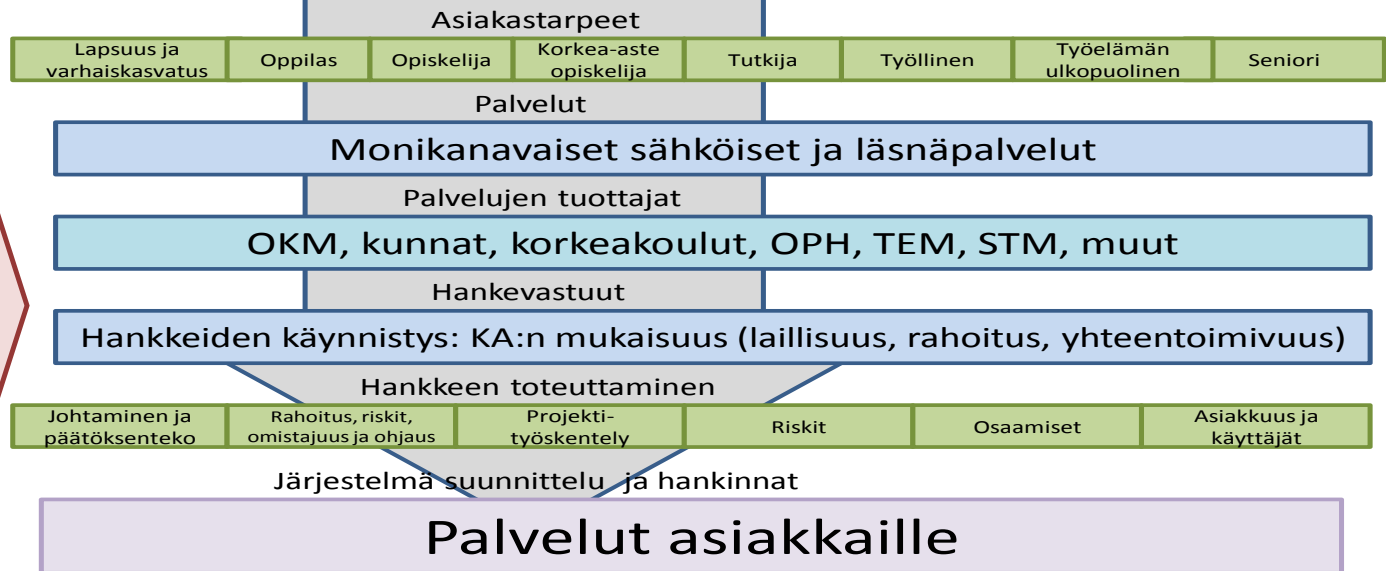 Asiakastarpeet
Lapsuus ja
varhaiskasvatus
Oppilas
Opiskelija
Korkea-aste
opiskelija
Tutkija
Työllinen
Työelämän
ulkopuolinen
Seniori
Palvelut
Monikanavaiset sähköiset ja läsnäpalvelut
Palvelujen tuottajat
OKM, kunnat, korkeakoulut, OPH, TEM, STM, muut
Hankevastuut
Hankkeiden käynnistys: KA:n mukaisuus (laillisuus, rahoitus, yhteentoimivuus)
Hankkeen toteuttaminen
Johtaminen ja
päätöksenteko
Rahoitus, riskit,
omistajuus ja ohjaus
Projekti-
työskentely
Riskit
Osaamiset
Asiakkuus ja
käyttäjät
Järjestelmä suunnittelu ja hankinnat
Palvelut asiakkaille